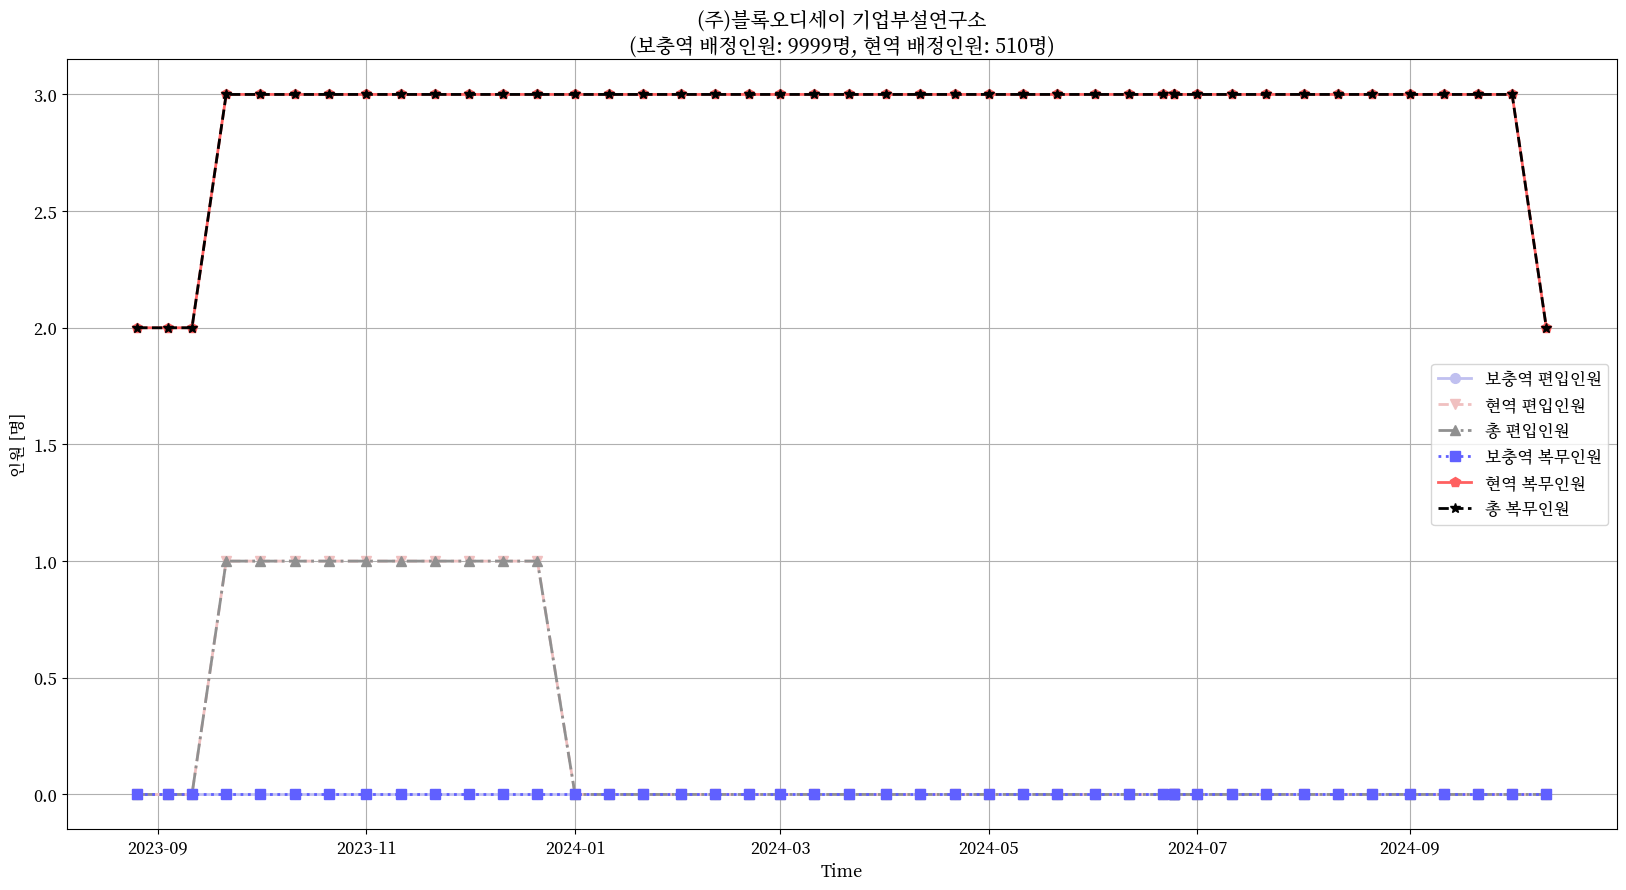 (주)블록오디세이 기업부설연구소
(보충역 배정인원: 9999명, 현역 배정인원: 510명)
3.0
2.5
2.0
1.5
1.0
0.5
0.0
인원 [명]
보충역 편입인원
현역 편입인원
총 편입인원
보충역 복무인원
현역 복무인원
총 복무인원
2023-09 2023-11 2024-01 2024-03 2024-05 2024-07 2024-09
Time